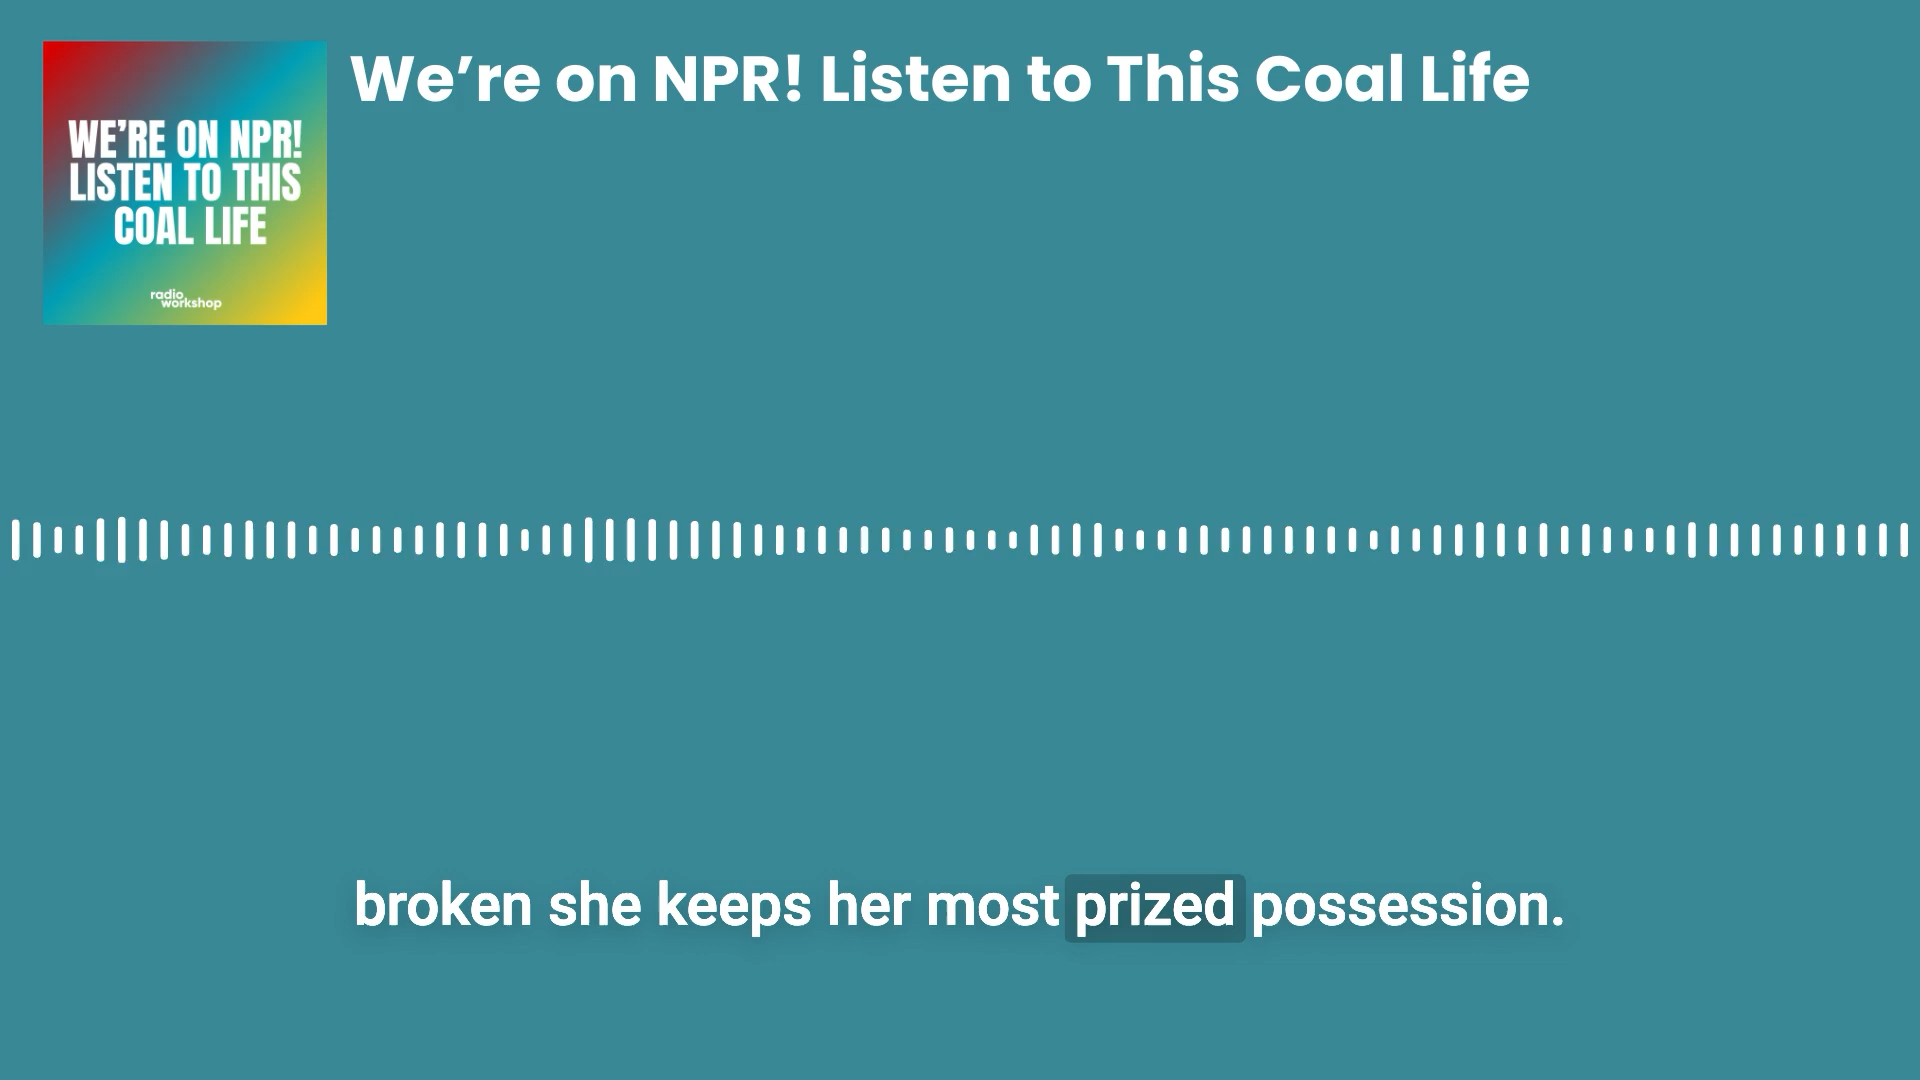 We’re on NPR! Listen to This Coal Life
WE’RE ON NPR!
LISTEN TO THIS
COAL LIFE
radio
workshop
broken she keeps her most prized possession.